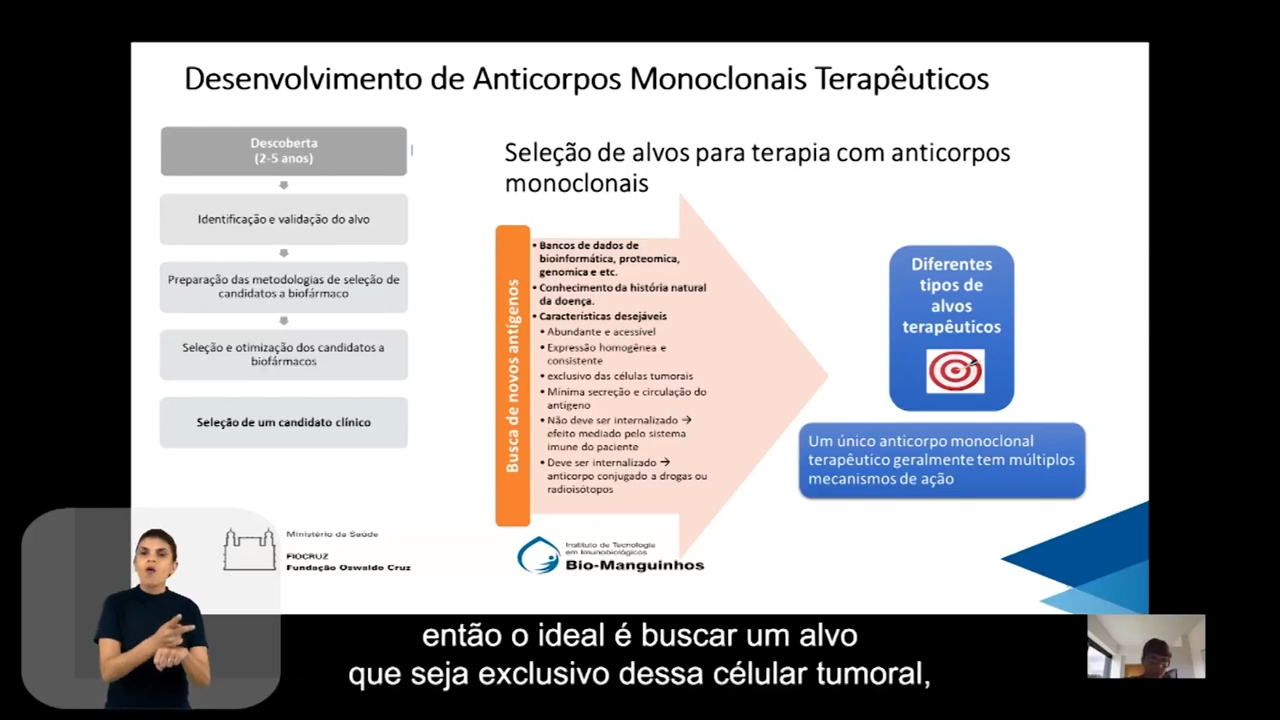 Desenvolvimento de Anticorpos Monoclonais Terapêuticos
Descoberta
(2-5 anos)
Identificação e validação do alvo
Preparação das metodologias de seleção de
candidatos a biofármaco
Seleção e otimização dos candidatos a
biofármacos
Seleção de um candidato clínico
Seleção de alvos para terapia com anticorpos
monoclonais
Busca de novos antígenos
• Bancos de dados de
bioinformática, proteomica,
genomica e etc.
• Conhecimento da história natural
da doença.
• Características desejáveis
• Abundante e acessível
• Expressão homogênea e
consistente
• exclusivo das células tumorais
• Mínima secreção e circulação do
antígeno
• Não deve ser internalizado →
efeito mediado pelo sistema
imune do paciente
• Deve ser internalizado →
anticorpo conjugado a drogas ou
radioisótopos
Diferentes
tipos de
alvos
terapêuticos
Um único anticorpo monoclonal
terapêutico geralmente tem múltiplos
mecanismos de ação
Ministério da Saúde
FIOCRUZ
Fundação Oswaldo Cruz
Instituto de Tecnologia
em Imunobiológicos
Bio-Manguinhos
então o ideal é buscar um alvo
que seja exclusivo dessa célular tumoral,